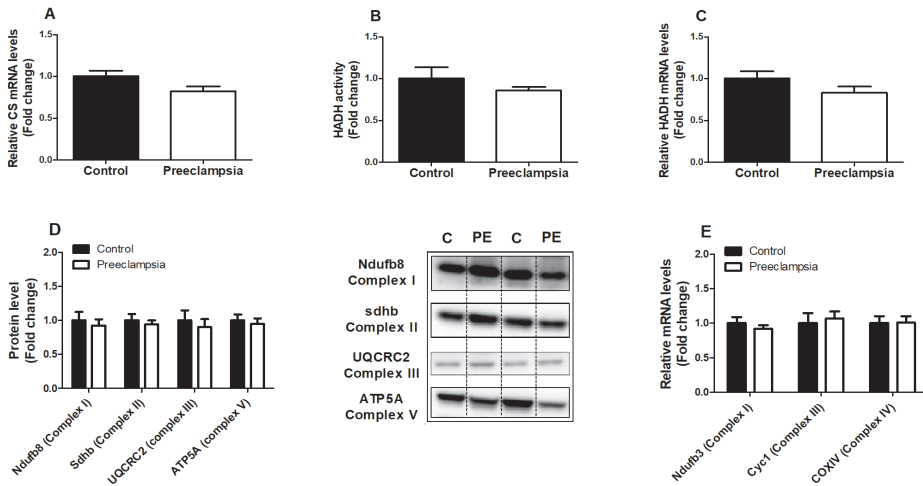 A
Relative CS mRNA levels
(Fold change)
1.5
1.0
0.5
0.0
Control
Preeclampsia
B
HADH activity
(Fold change)
1.5
1.0
0.5
0.0
Control
Preeclampsia
C
Relative HADH mRNA levels
(Fold change)
1.5
1.0
0.5
0.0
Control
Preeclampsia
D
Control
Preeclampsia
Protein level
(Fold change)
2.0
1.5
1.0
0.5
0.0
Ndufb8 (Complex I)
Sdhb (Complex II)
UQCRC2 (complex III)
ATP5A (Complex V)
C PE C PE
Ndufb8
Complex I
sdhb
Complex II
UQCRC2
Complex III
ATP5A
Complex V
E
Control
Preeclampsia
Relative mRNA levels
(Fold change)
2.0
1.5
1.0
0.5
0.0
Ndufb3 (Complex I)
Cyc1 (Complex III)
COXIV (Complex IV)